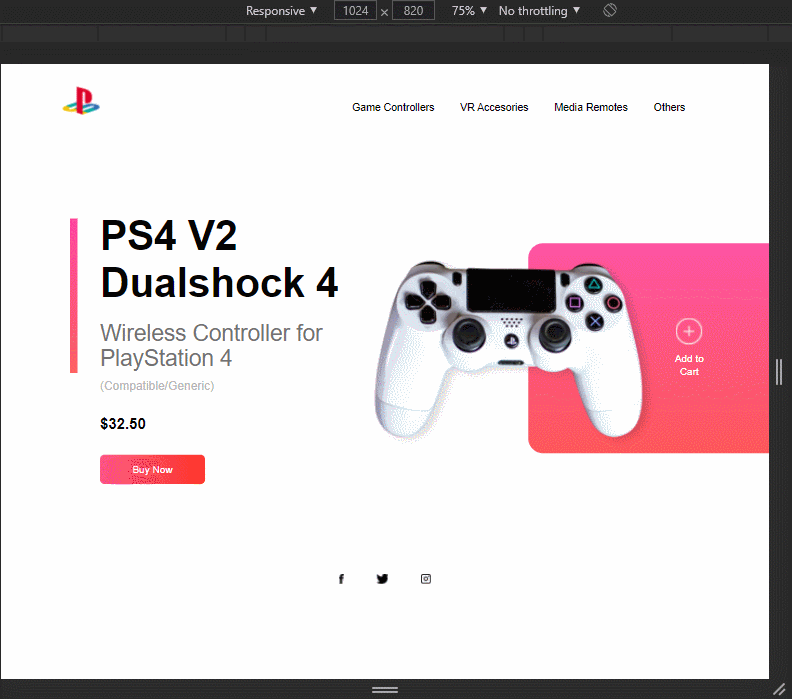 Responsive ▼ 1024 × 820 75% ▼ No throttling ▼
Game Controllers VR Accesories Media Remotes Others
PS4 V2
Dualshock 4
Wireless Controller for
PlayStation 4
(Compatible/Generic)
$32.50
Buy Now
Add to
Cart